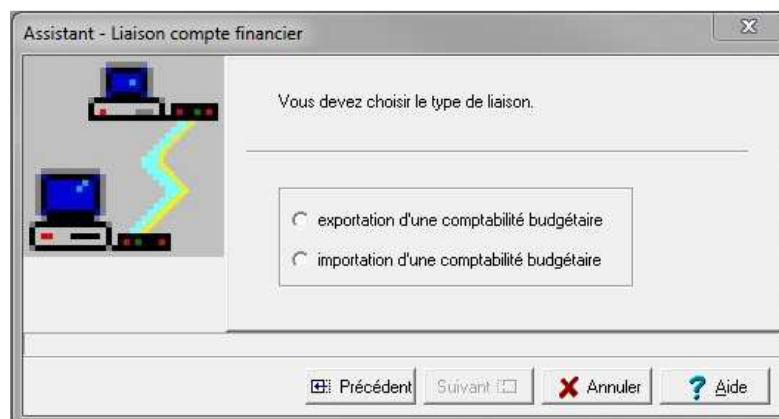 Assistant - Liaison compte financier
Vous devez choisir le type de liaison.
exportation d'une comptabilité budgétaire
importation d'une comptabilité budgétaire
Précédent Suivant Annuler Aide